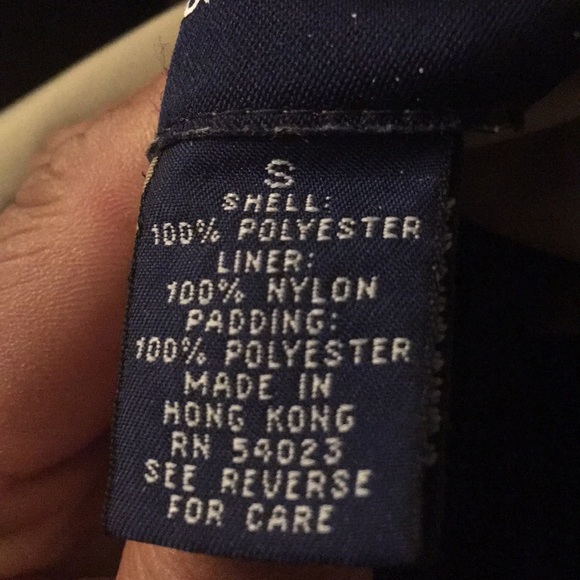 S
SHELL:
100% POLYESTER
LINER:
100% NYLON
PADDING:
100% POLYESTER
MADE IN
HONG KONG
RN 54023
SEE REVERSE
FOR CARE